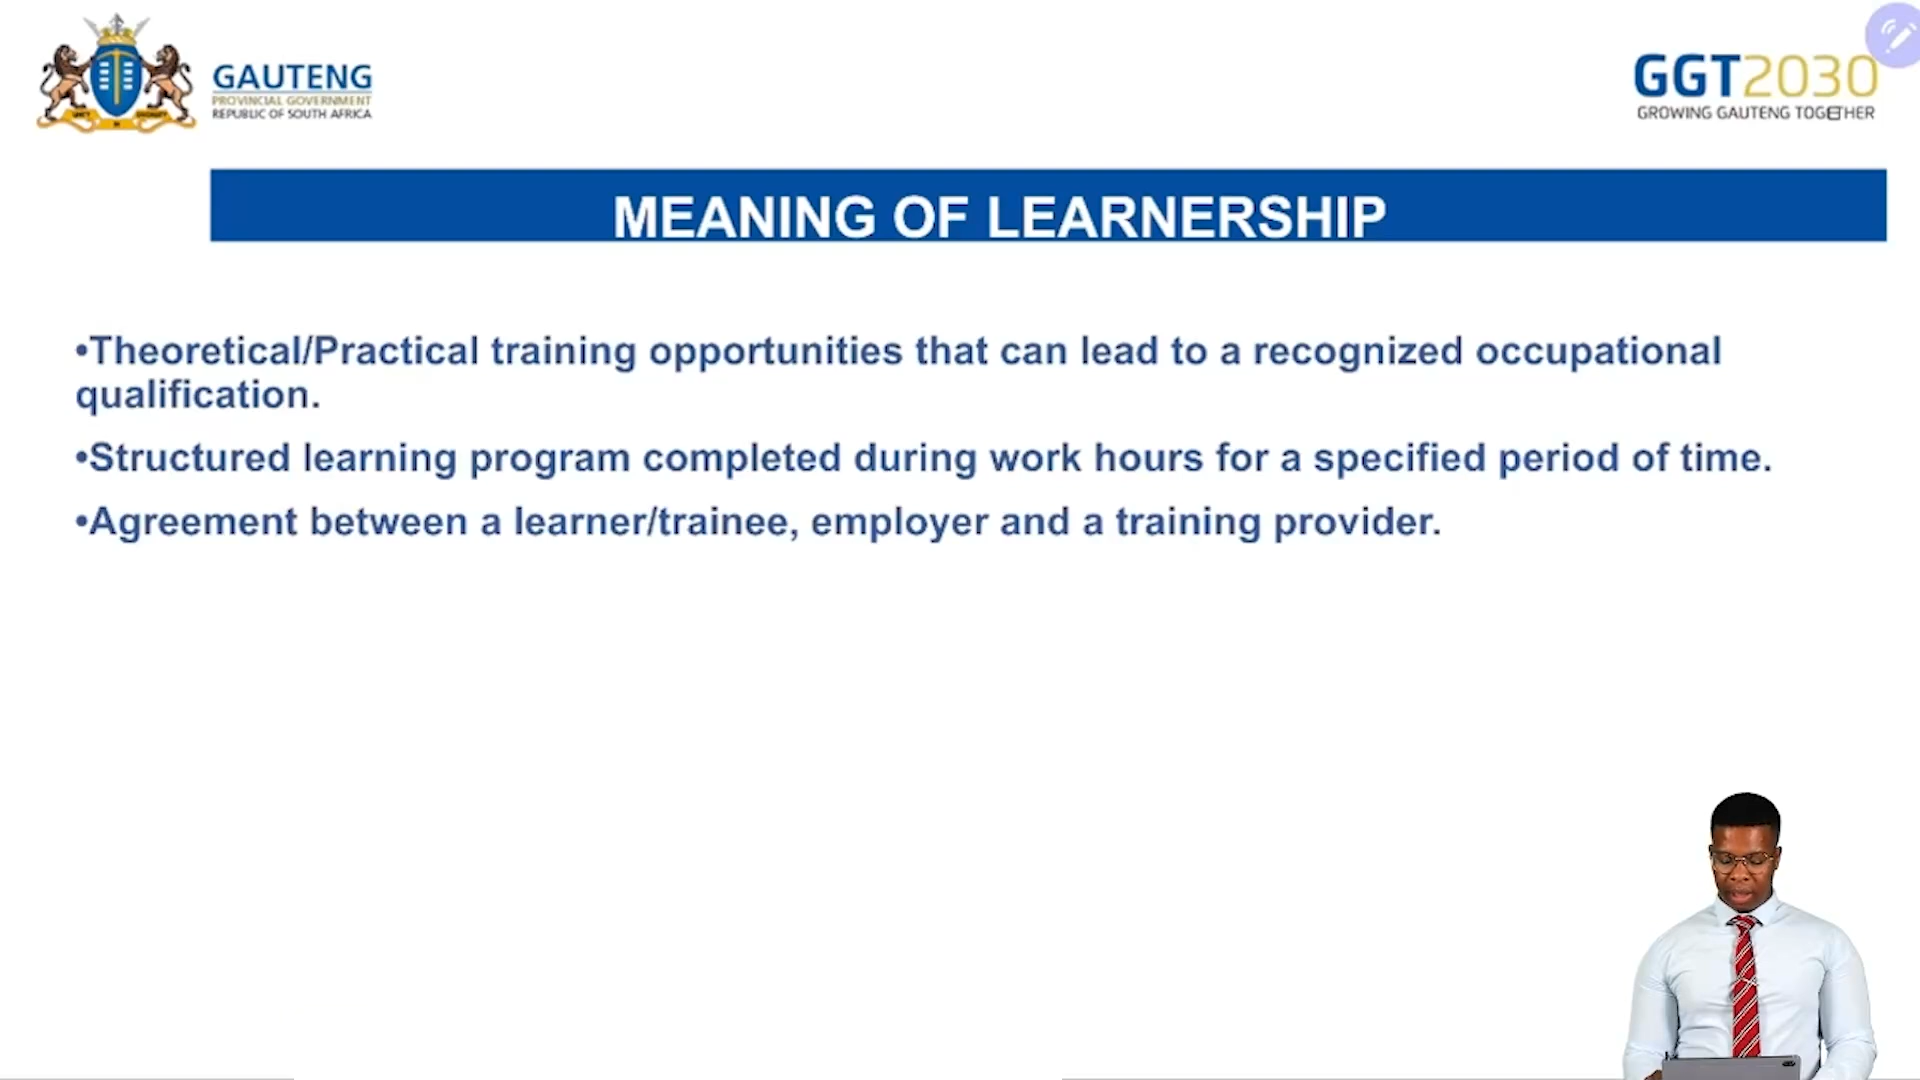 GAUTENG
PROVINCIAL GOVERNMENT
REPUBLIC OF SOUTH AFRICA
GGT2030
GROWING GAUTENG TOGETHER
MEANING OF LEARNERSHIP
•Theoretical/Practical training opportunities that can lead to a recognized occupational
qualification.
•Structured learning program completed during work hours for a specified period of time.
•Agreement between a learner/trainee, employer and a training provider.